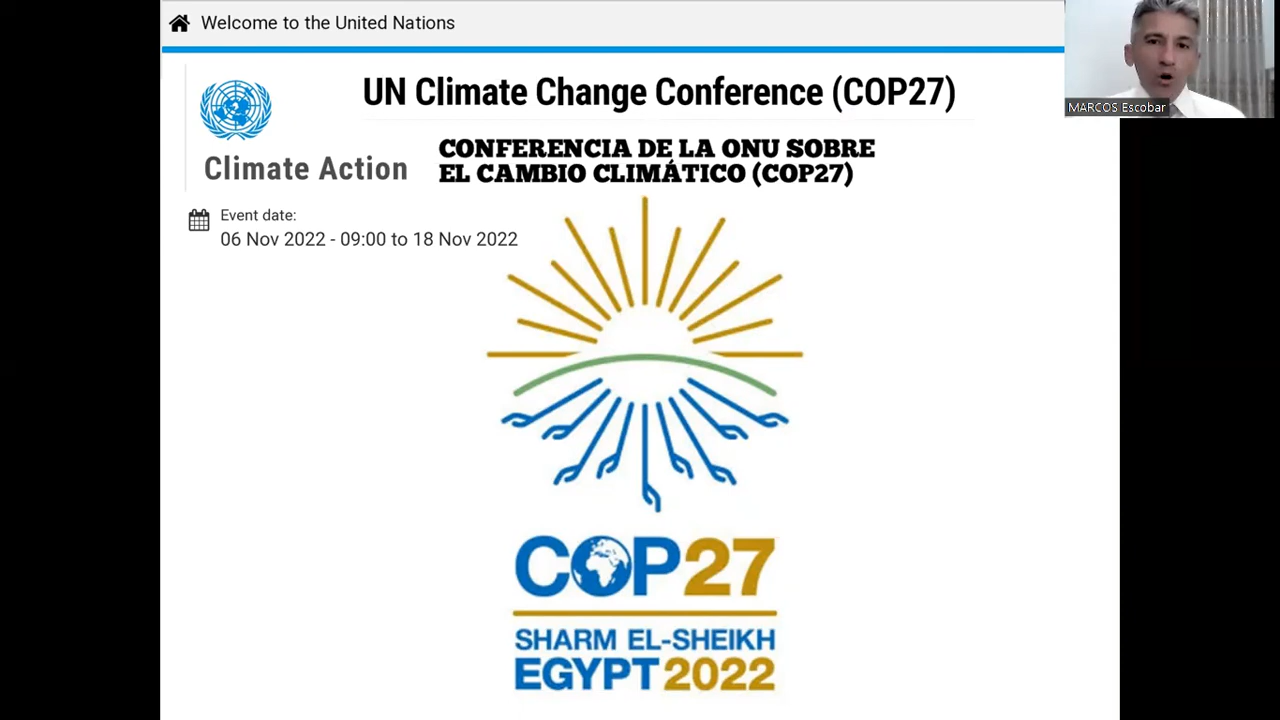 Welcome to the United Nations
MARCOS Escobar
UN Climate Change Conference (COP27)
Climate Action
CONFERENCIA DE LA ONU SOBRE
EL CAMBIO CLIMÁTICO (COP27)
Event date:
06 Nov 2022 - 09:00 to 18 Nov 2022
COP27
SHARM EL-SHEIKH
EGYPT 2022